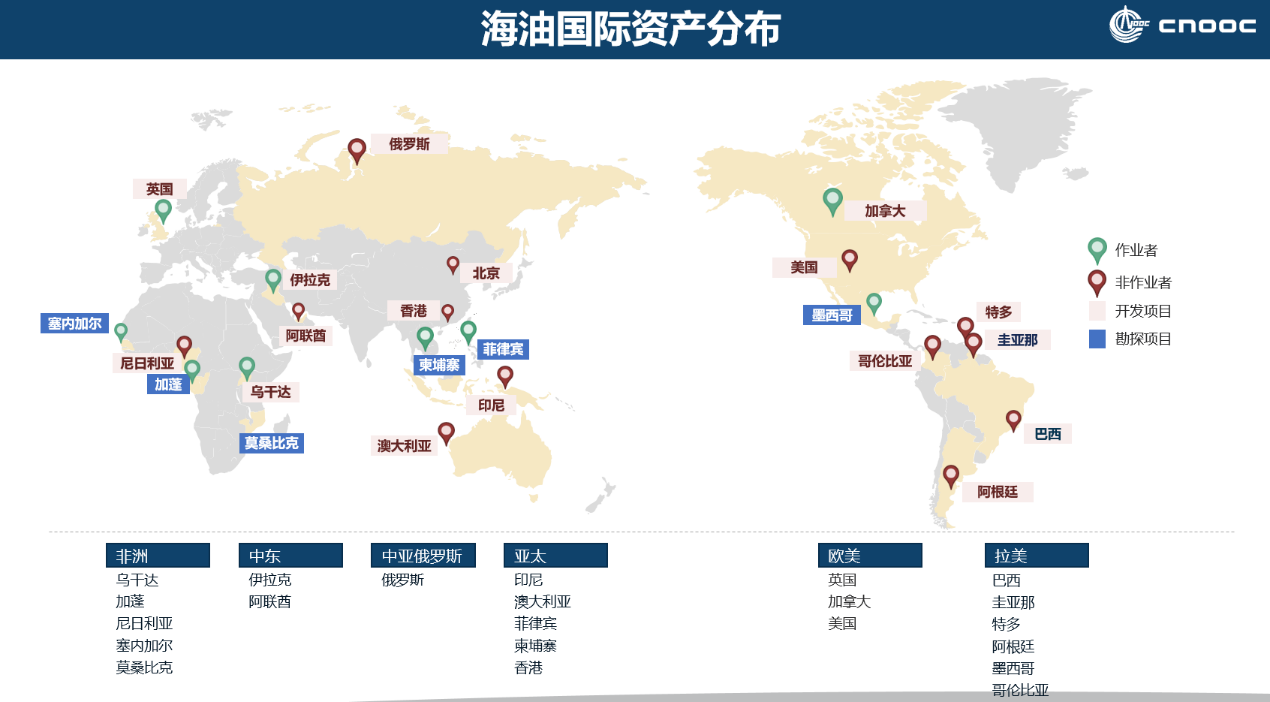 海油国际资产分布
CNOOC
cnooc
俄罗斯
英国
加拿大
作业者
美国
北京
伊拉克
非作业者
香港
特多
开发项目
塞内加尔
墨西哥
阿联酋
圭亚那
勘探项目
菲律宾
尼日利亚
柬埔寨
哥伦比亚
加蓬
乌干达
印尼
巴西
莫桑比克
澳大利亚
阿根廷
非洲
乌干达
加蓬
尼日利亚
塞内加尔
莫桑比克
中东
伊拉克
阿联酋
中亚俄罗斯
俄罗斯
亚太
印尼
澳大利亚
菲律宾
柬埔寨
香港
欧美
英国
加拿大
美国
拉美
巴西
圭亚那
特多
阿根廷
墨西哥
哥伦比亚